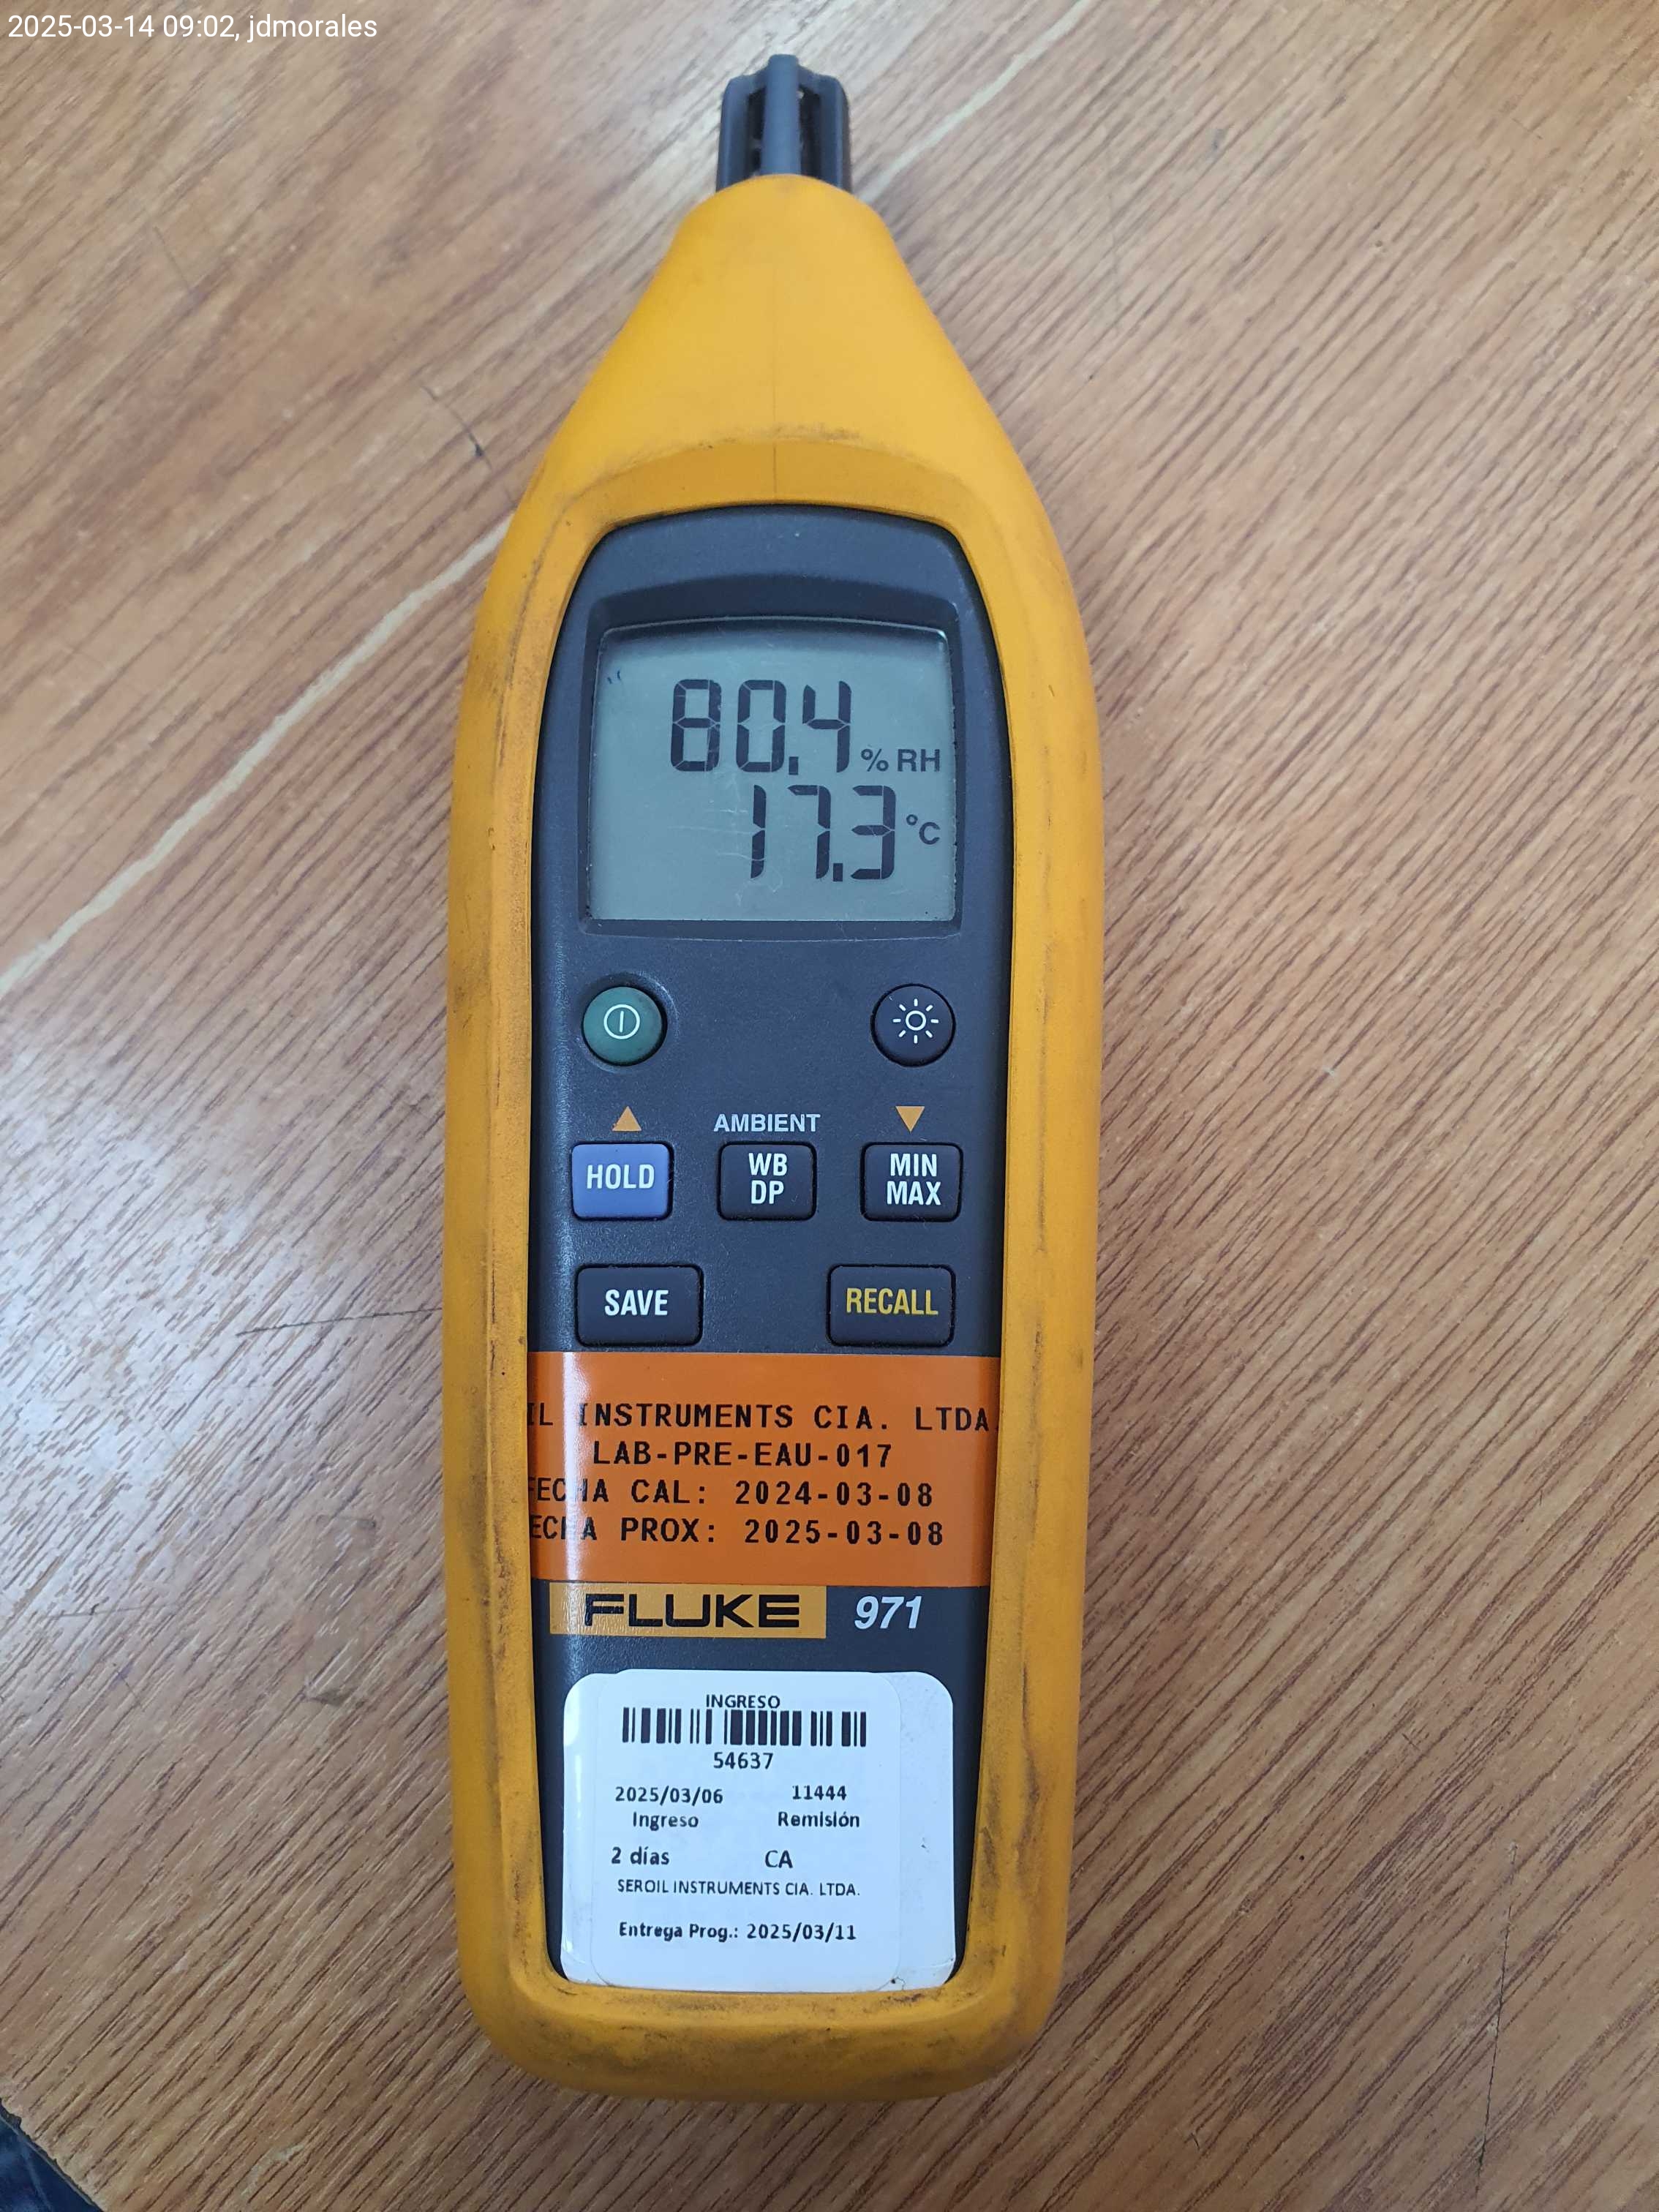 2025-03-14 09:02, jdmorales
80.4 % RH
17.3 °C
AMBIENT
HOLD
WB
DP
MIN
MAX
SAVE
RECALL
INSTRUMENTS CIA. LTDA.
LAB-PRE-EAU-017
FECHA CAL: 2024-03-08
ECHA PROX: 2025-03-08
FLUKE 971
INGRESO
54637
2025/03/06 11444
Ingreso Remisión
2 días CA
SEROIL INSTRUMENTS CIA. LTDA.
Entrega Prog.: 2025/03/11